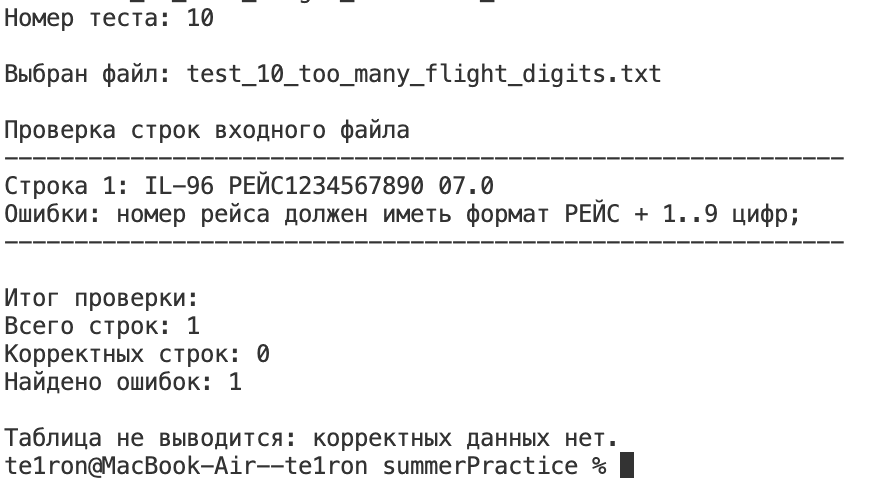 Номер теста: 10
Выбран файл: test_10_too_many_flight_digits.txt
Проверка строк входного файла
------------------------------------------------------------
Строка 1: IL-96 РЕЙС1234567890 07.0
Ошибки: номер рейса должен иметь формат РЕЙС + 1..9 цифр;
------------------------------------------------------------
Итог проверки:
Всего строк: 1
Корректных строк: 0
Найдено ошибок: 1
Таблица не выводится: корректных данных нет.
te1ron@MacBook-Air--te1ron summerPractice %